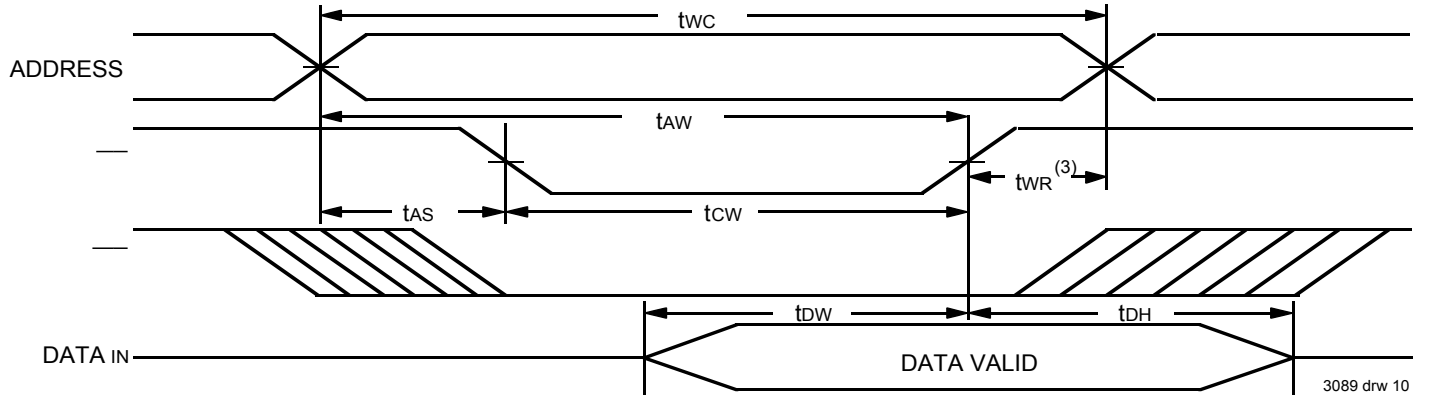 tWC
ADDRESS
tAW
tWR(3)
tAS
tCW
tDW
tDH
DATA IN
DATA VALID
3089 drw 10